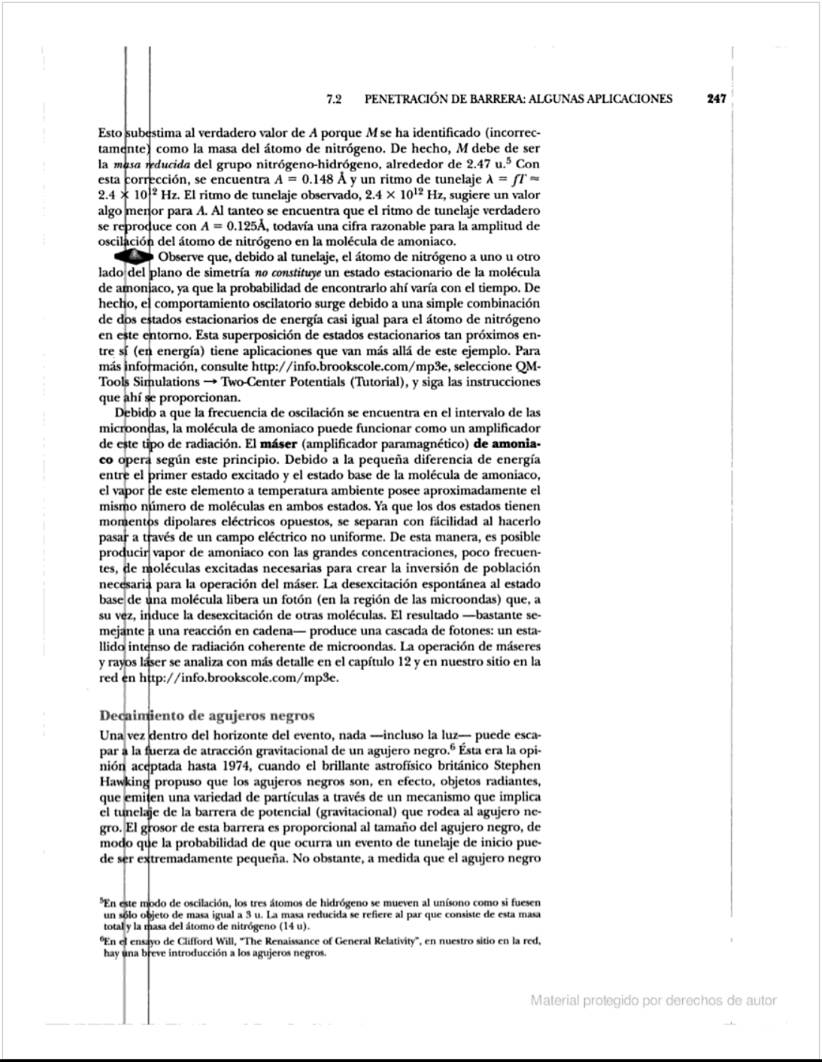 7.2 PENETRACIÓN DE BARRERA: ALGUNAS APLICACIONES 247
Esto subestima al verdadero valor de A porque M se ha identificado (incorrec-
tamente) como la masa del átomo de nitrógeno. De hecho, M debe de ser
la masa reducida del grupo nitrógeno-hidrógeno, alrededor de 2.47 u.⁵ Con
esta corrección, se encuentra A = 0.148 Å y un ritmo de tunelaje λ = fT ≈
2.4 × 10¹² Hz. El ritmo de tunelaje observado, 2.4 × 10¹² Hz, sugiere un valor
algo menor para A. Al tanteo se encuentra que el ritmo de tunelaje verdadero
se reproduce con A = 0.125Å, todavía una cifra razonable para la amplitud de
oscilación del átomo de nitrógeno en la molécula de amoniaco.
Observe que, debido al tunelaje, el átomo de nitrógeno a uno u otro
lado del plano de simetría no constituye un estado estacionario de la molécula
de amoniaco, ya que la probabilidad de encontrarlo ahí varía con el tiempo. De
hecho, el comportamiento oscilatorio surge debido a una simple combinación
de dos estados estacionarios de energía casi igual para el átomo de nitrógeno
en este entorno. Esta superposición de estados estacionarios tan próximos en-
tre sí (en energía) tiene aplicaciones que van más allá de este ejemplo. Para
más información, consulte http://info.brookscole.com/mp3e, seleccione QM-
Tools Simulations → Two-Center Potentials (Tutorial), y siga las instrucciones
que ahí se proporcionan.
Debido a que la frecuencia de oscilación se encuentra en el intervalo de las
microondas, la molécula de amoniaco puede funcionar como un amplificador
de este tipo de radiación. El máser (amplificador paramagnético) de amonia-
co opera según este principio. Debido a la pequeña diferencia de energía
entre el primer estado excitado y el estado base de la molécula de amoniaco,
el vapor de este elemento a temperatura ambiente posee aproximadamente el
mismo número de moléculas en ambos estados. Ya que los dos estados tienen
momentos dipolares eléctricos opuestos, se separan con fácilidad al hacerlo
pasar a través de un campo eléctrico no uniforme. De esta manera, es posible
producir vapor de amoniaco con las grandes concentraciones, poco frecuen-
tes, de moléculas excitadas necesarias para crear la inversión de población
necesaria para la operación del máser. La desexcitación espontánea al estado
base de una molécula libera un fotón (en la región de las microondas) que, a
su vez, induce la desexcitación de otras moléculas. El resultado —bastante se-
mejante a una reacción en cadena— produce una cascada de fotones: un esta-
llido intenso de radiación coherente de microondas. La operación de máseres
y rayos láser se analiza con más detalle en el capítulo 12 y en nuestro sitio en la
red en http://info.brookscole.com/mp3e.
Decaimiento de agujeros negros
Una vez dentro del horizonte del evento, nada —incluso la luz— puede esca-
par a la fuerza de atracción gravitacional de un agujero negro.⁶ Ésta era la opi-
nión aceptada hasta 1974, cuando el brillante astrofísico británico Stephen
Hawking propuso que los agujeros negros son, en efecto, objetos radiantes,
que emiten una variedad de partículas a través de un mecanismo que implica
el tunelaje de la barrera de potencial (gravitacional) que rodea al agujero ne-
gro. El grosor de esta barrera es proporcional al tamaño del agujero negro, de
modo que la probabilidad de que ocurra un evento de tunelaje de inicio pue-
de ser extremadamente pequeña. No obstante, a medida que el agujero negro
⁵En este modo de oscilación, los tres átomos de hidrógeno se mueven al unísono como si fuesen
un sólo objeto de masa igual a 3 u. La masa reducida se refiere al par que consiste de esta masa
total y la masa del átomo de nitrógeno (14 u).
⁶En el ensayo de Clifford Will, "The Renaissance of General Relativity", en nuestro sitio en la red,
hay una breve introducción a los agujeros negros.
Material protegido por derechos de autor